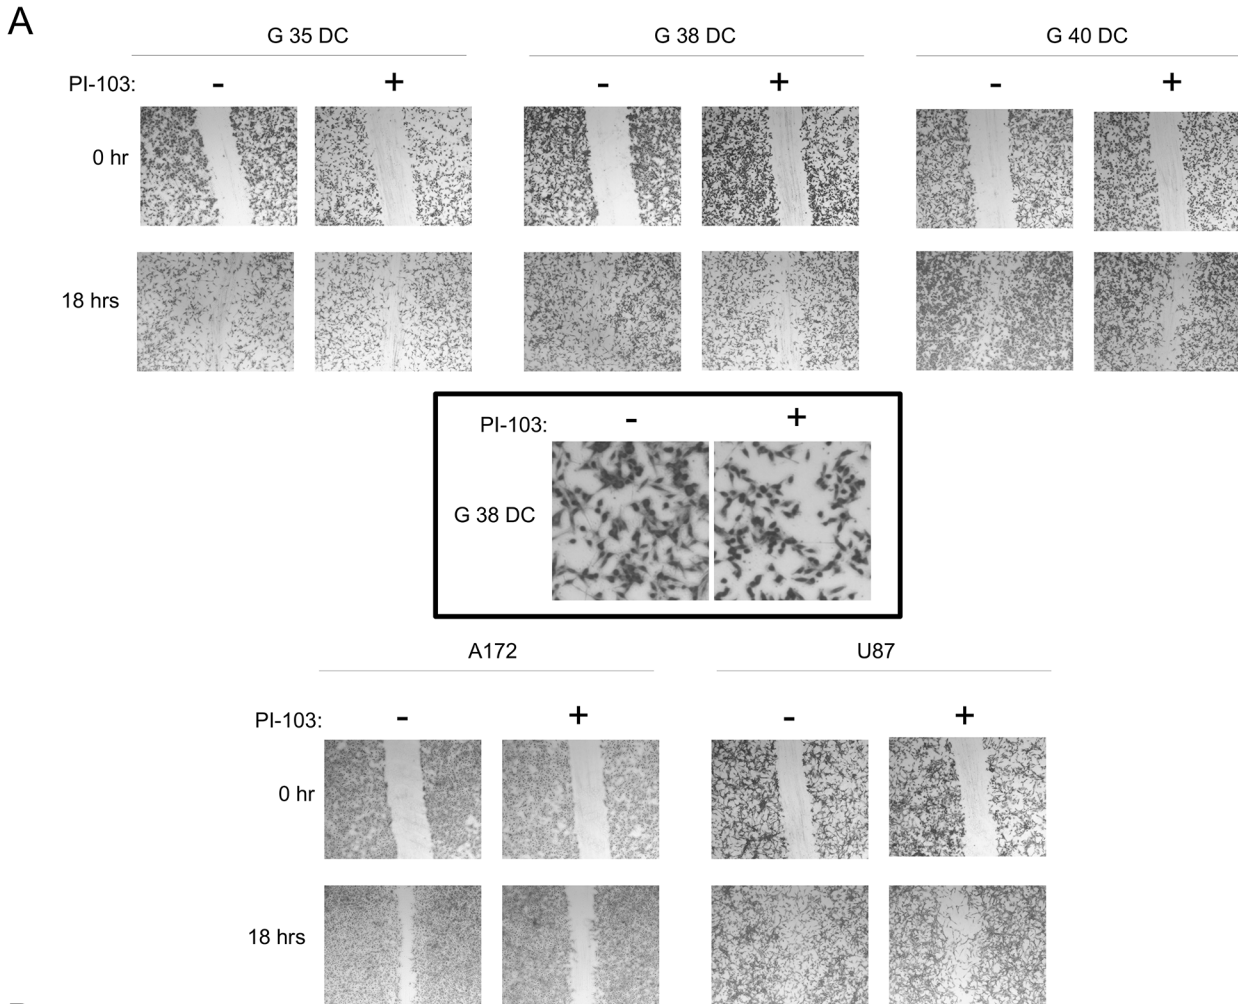 A
G 35 DC G 38 DC G 40 DC
PI-103: - + - + - +
0 hr
18 hrs
PI-103: - +
G 38 DC
A172 U87
PI-103: - + - +
0 hr
18 hrs